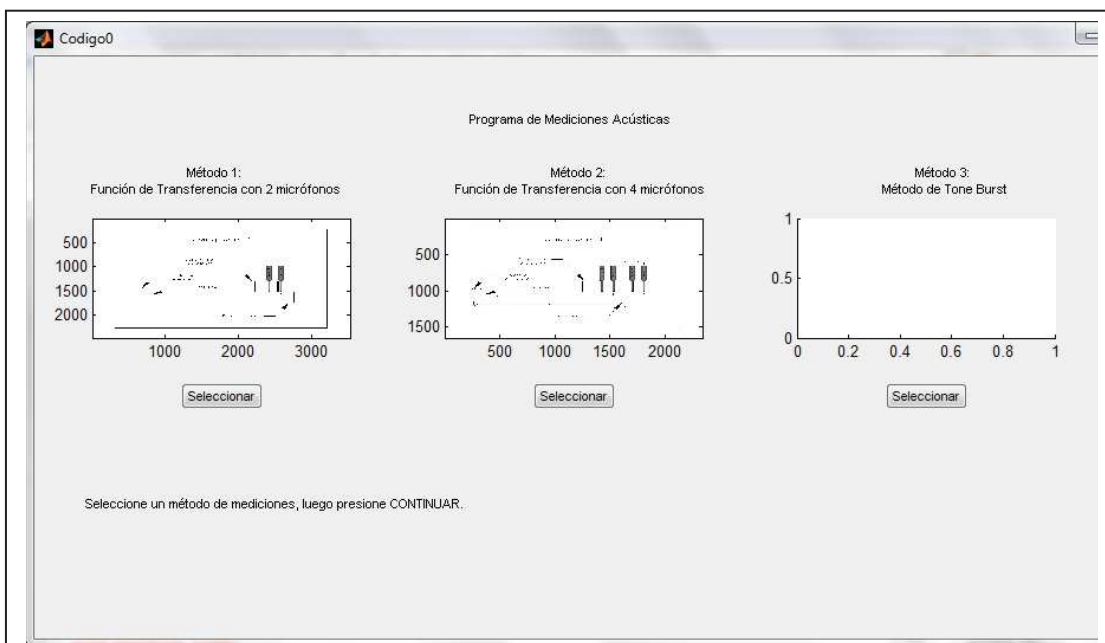 Codigo0
Programa de Mediciones Acústicas
Método 1:
Función de Transferencia con 2 micrófonos
Método 2:
Función de Transferencia con 4 micrófonos
Método 3:
Método de Tone Burst
500
1000
1500
2000
1000 2000 3000
500
1000
1500
500 1000 1500 2000
1
0.5
0
0 0.2 0.4 0.6 0.8 1
Seleccionar
Seleccionar
Seleccionar
Seleccione un método de mediciones, luego presione CONTINUAR.